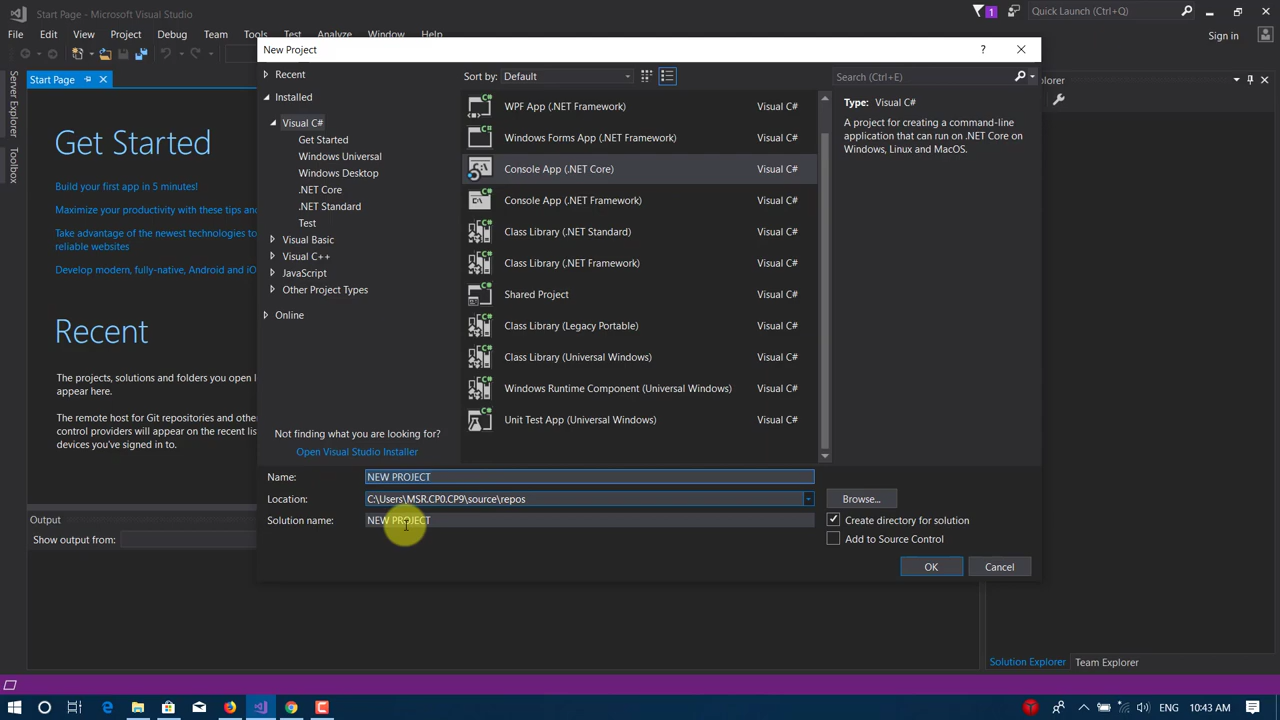 Start Page - Microsoft Visual Studio
1
Quick Launch (Ctrl+Q)
File Edit View Project Debug Team Tools Test Analyze Window Help
Sign in
New Project
?
Server Explorer
Toolbox
Start Page
Get Started
Build your first app in 5 minutes!
Maximize your productivity with these tips and
Take advantage of the newest technologies to
reliable websites
Develop modern, fully-native, Android and iO
Recent
The projects, solutions and folders you open l
appear here.
The remote host for Git repositories and other
control providers will appear on the recent list
devices you've signed in to.
Output
Show output from:
Recent
Installed
Visual C#
Get Started
Windows Universal
Windows Desktop
.NET Core
.NET Standard
Test
Visual Basic
Visual C++
JavaScript
Other Project Types
Online
Not finding what you are looking for?
Open Visual Studio Installer
Sort by: Default
WPF App (.NET Framework) Visual C#
Windows Forms App (.NET Framework) Visual C#
Console App (.NET Core) Visual C#
Console App (.NET Framework) Visual C#
Class Library (.NET Standard) Visual C#
Class Library (.NET Framework) Visual C#
Shared Project Visual C#
Class Library (Legacy Portable) Visual C#
Class Library (Universal Windows) Visual C#
Windows Runtime Component (Universal Windows) Visual C#
Unit Test App (Universal Windows) Visual C#
Search (Ctrl+E)
Type: Visual C#
A project for creating a command-line
application that can run on .NET Core on
Windows, Linux and MacOS.
Name: NEW PROJECT
Location: C:\Users\MSR.CP0.CP9\source\repos
Browse...
Solution name: NEW PROJECT
Create directory for solution
Add to Source Control
OK
Cancel
plorer
Solution Explorer Team Explorer
ENG 10:43 AM